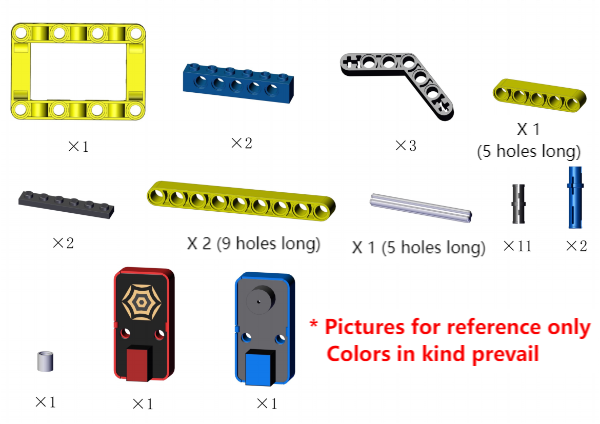 ×1
×2
×3
X 1
(5 holes long)
×2
X 2 (9 holes long)
X 1 (5 holes long)
×11
×2
* Pictures for reference only
Colors in kind prevail
×1
×1
×1